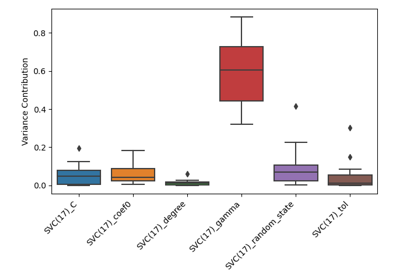 0.8
0.6
0.4
0.2
0.0
Variance Contribution
SVC(17)_C
SVC(17)_coef0
SVC(17)_degree
SVC(17)_gamma
SVC(17)_random_state
SVC(17)_tol